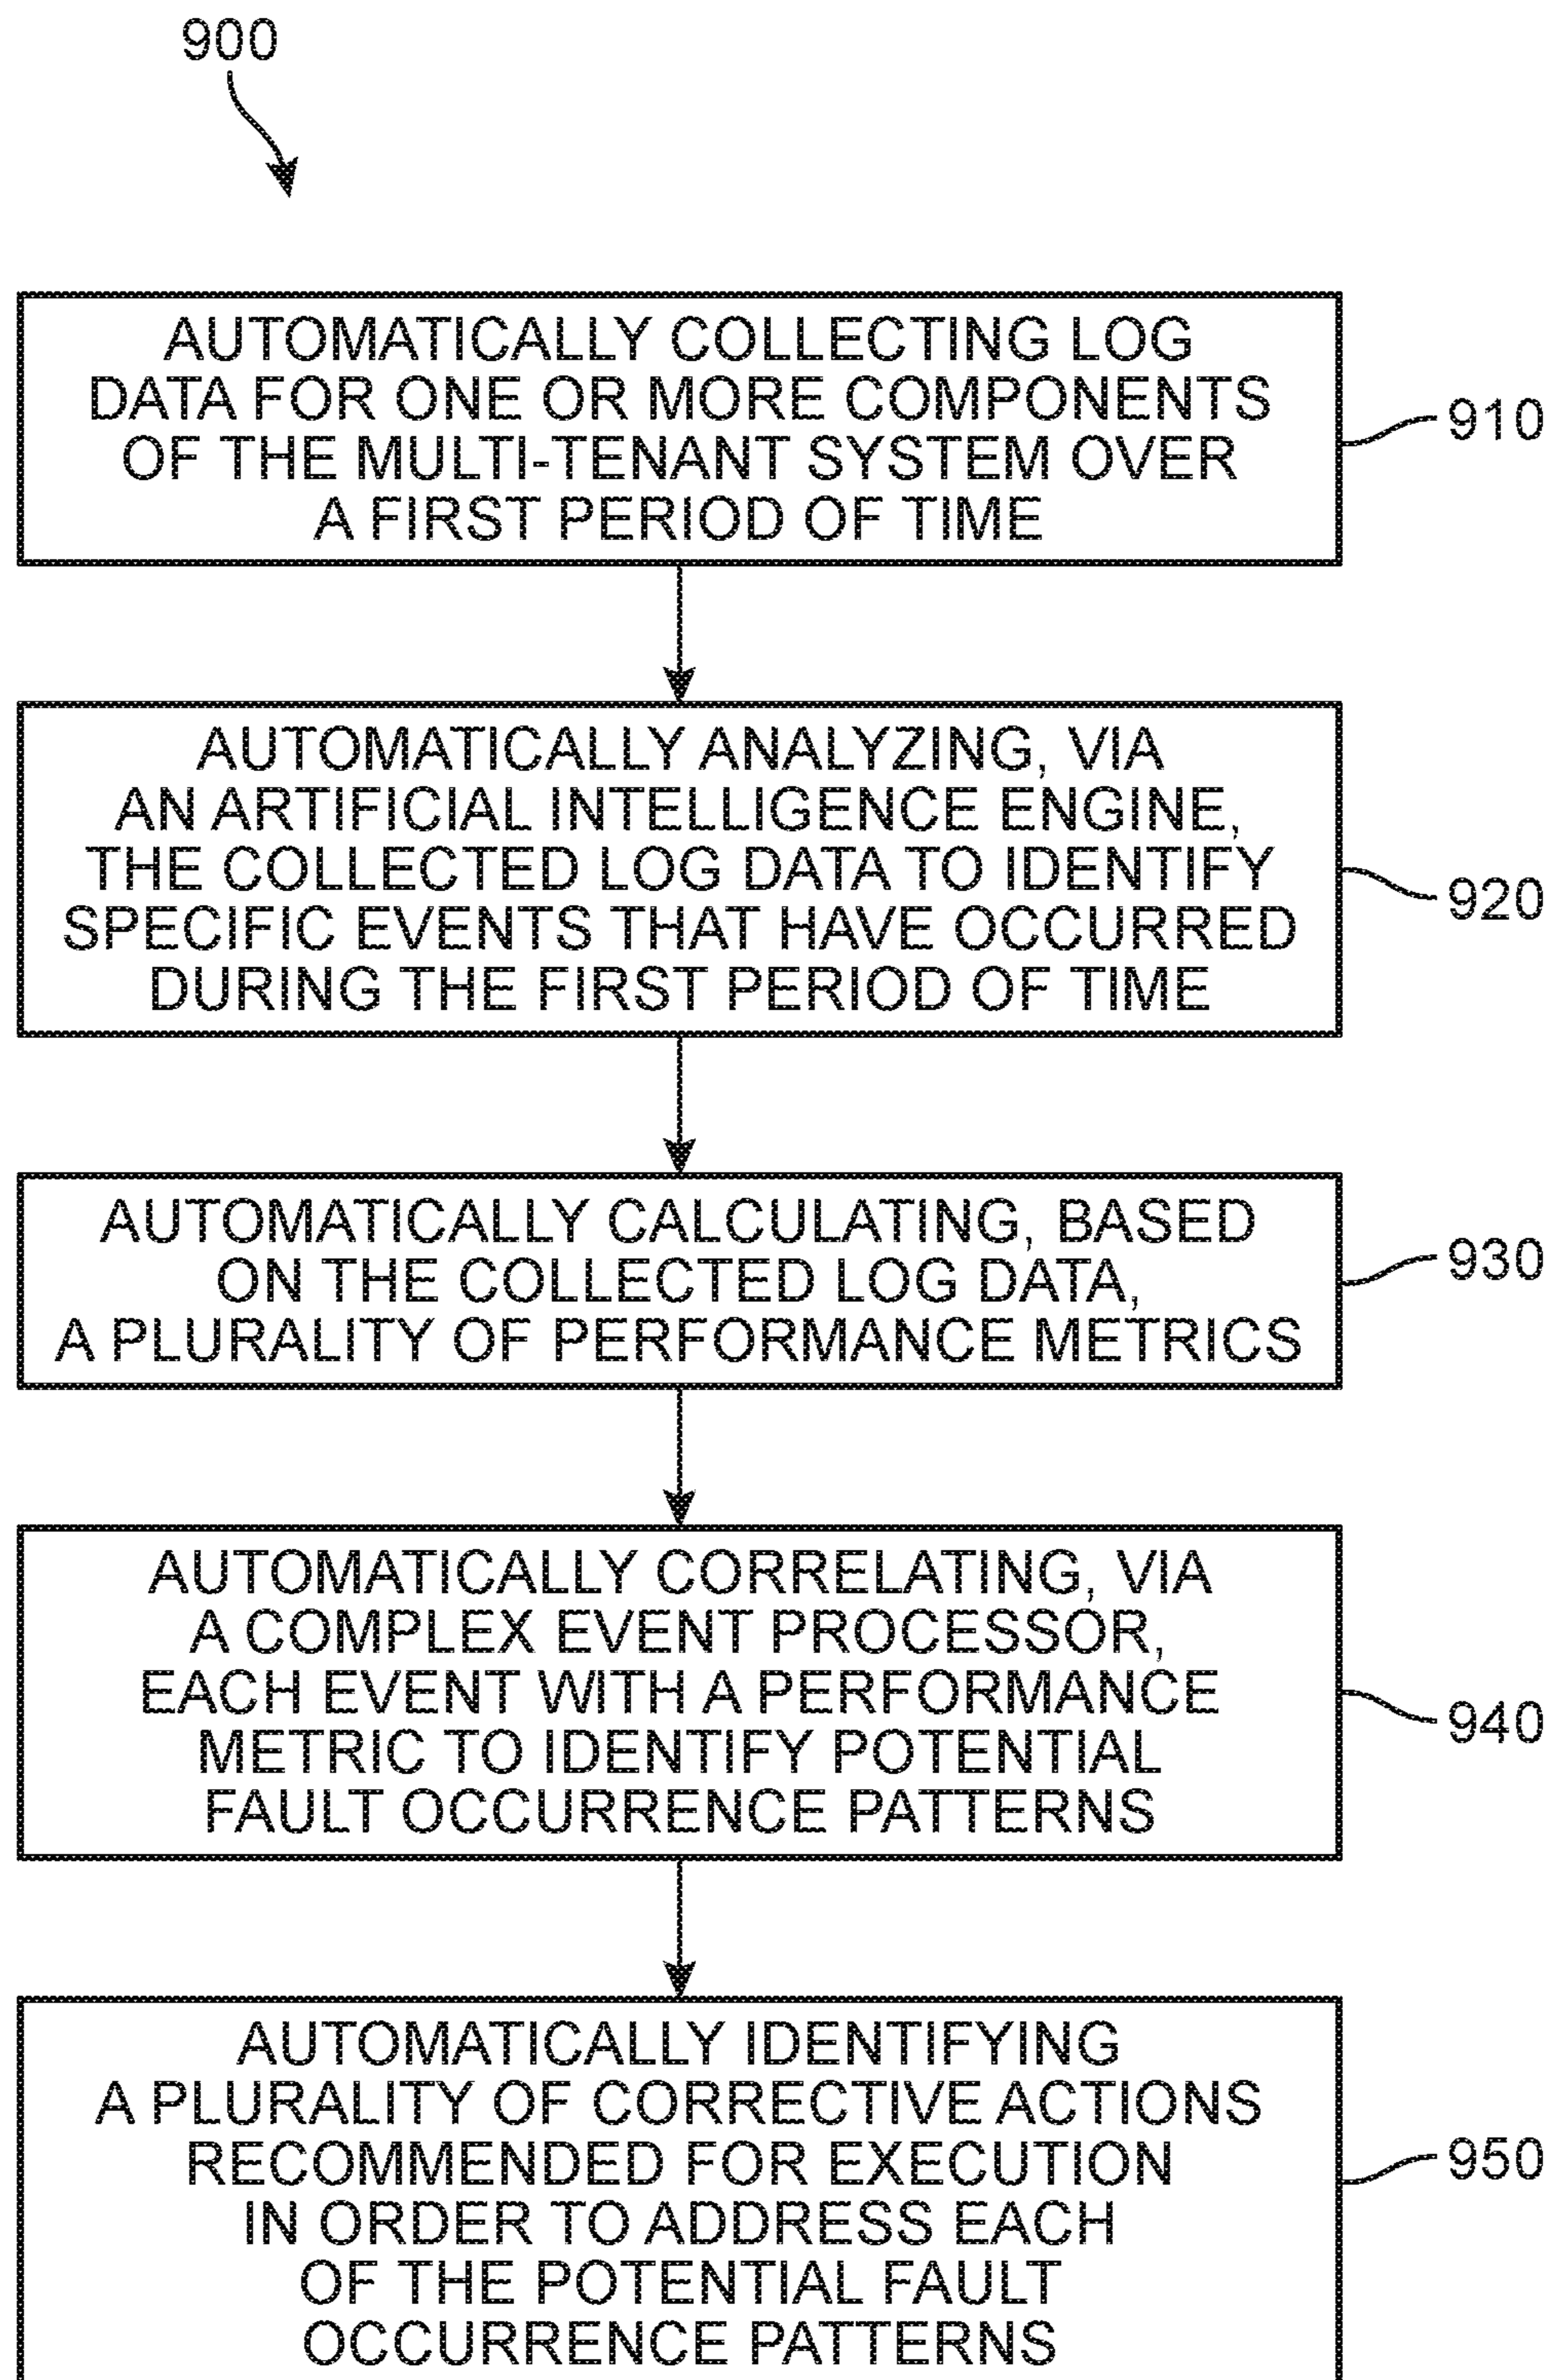 900
AUTOMATICALLY COLLECTING LOG
DATA FOR ONE OR MORE COMPONENTS
OF THE MULTI-TENANT SYSTEM OVER
A FIRST PERIOD OF TIME
910
AUTOMATICALLY ANALYZING, VIA
AN ARTIFICIAL INTELLIGENCE ENGINE,
THE COLLECTED LOG DATA TO IDENTIFY
SPECIFIC EVENTS THAT HAVE OCCURRED
DURING THE FIRST PERIOD OF TIME
920
AUTOMATICALLY CALCULATING, BASED
ON THE COLLECTED LOG DATA,
A PLURALITY OF PERFORMANCE METRICS
930
AUTOMATICALLY CORRELATING, VIA
A COMPLEX EVENT PROCESSOR,
EACH EVENT WITH A PERFORMANCE
METRIC TO IDENTIFY POTENTIAL
FAULT OCCURRENCE PATTERNS
940
AUTOMATICALLY IDENTIFYING
A PLURALITY OF CORRECTIVE ACTIONS
RECOMMENDED FOR EXECUTION
IN ORDER TO ADDRESS EACH
OF THE POTENTIAL FAULT
OCCURRENCE PATTERNS
950